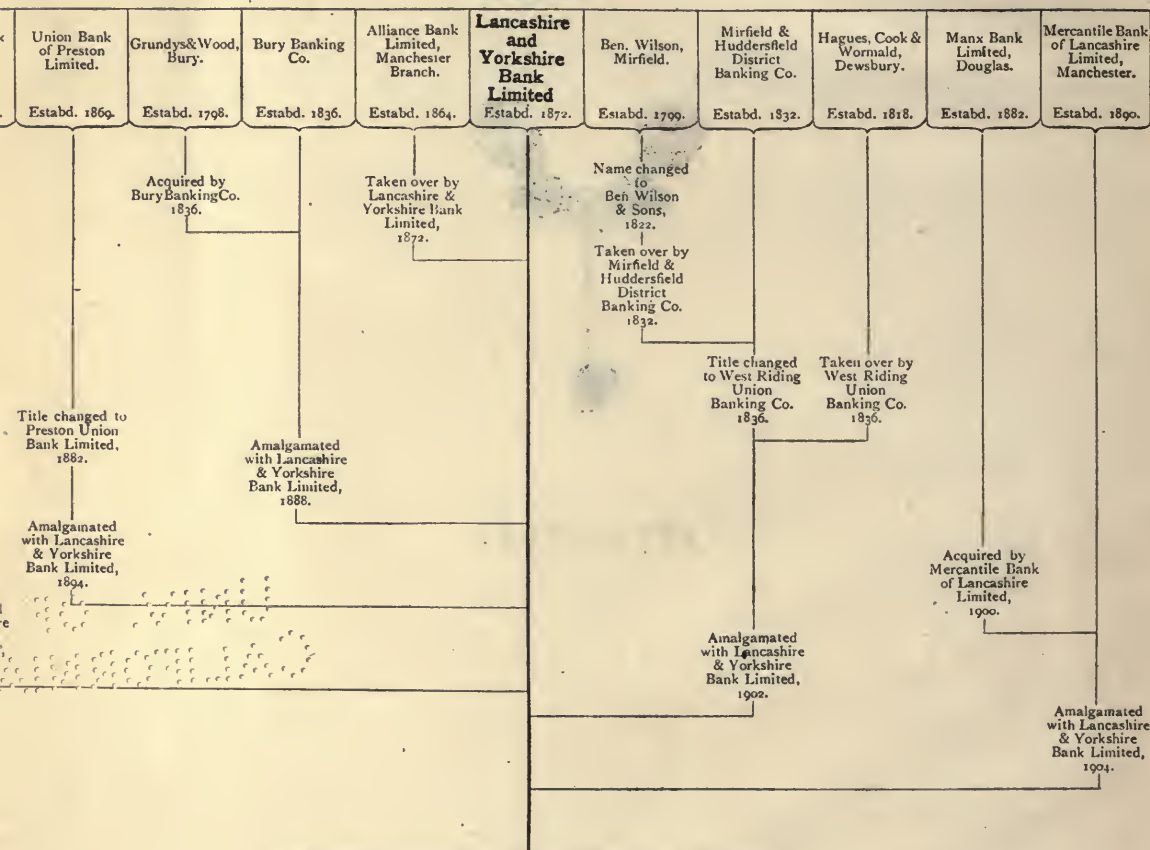 Union Bank
of Preston
Limited.
Estabd. 1869.
Grundys&Wood,
Bury.
Estabd. 1798.
Bury Banking
Co.
Estabd. 1836.
Alliance Bank
Limited,
Manchester
Branch.
Estabd. 1864.
Lancashire
and
Yorkshire
Bank
Limited
Estabd. 1872.
Ben. Wilson,
Mirfield.
Estabd. 1799.
Mirfield &
Huddersfield
District
Banking Co.
Estabd. 1832.
Hagues, Cook &
Wormald,
Dewsbury.
Estabd. 1818.
Manx Bank
Limited,
Douglas.
Estabd. 1882.
Mercantile Bank
of Lancashire
Limited,
Manchester.
Estabd. 1890.
Acquired by
Bury Banking Co.
1836.
Taken over by
Lancashire &
Yorkshire Bank
Limited,
1872.
Name changed
to
Ben Wilson
& Sons,
1822.
Taken over by
Mirfield &
Huddersfield
District
Banking Co.
1832.
Title changed
to West Riding
Union
Banking Co.
1836.
Taken over by
West Riding
Union
Banking Co.
1836.
Title changed to
Preston Union
Bank Limited,
1882.
Amalgamated
with Lancashire
& Yorkshire
Bank Limited,
1888.
Amalgamated
with Lancashire
& Yorkshire
Bank Limited,
1894.
Acquired by
Mercantile Bank
of Lancashire
Limited,
1900.
Amalgamated
with Lancashire
& Yorkshire
Bank Limited,
1902.
Amalgamated
with Lancashire
& Yorkshire
Bank Limited,
1904.